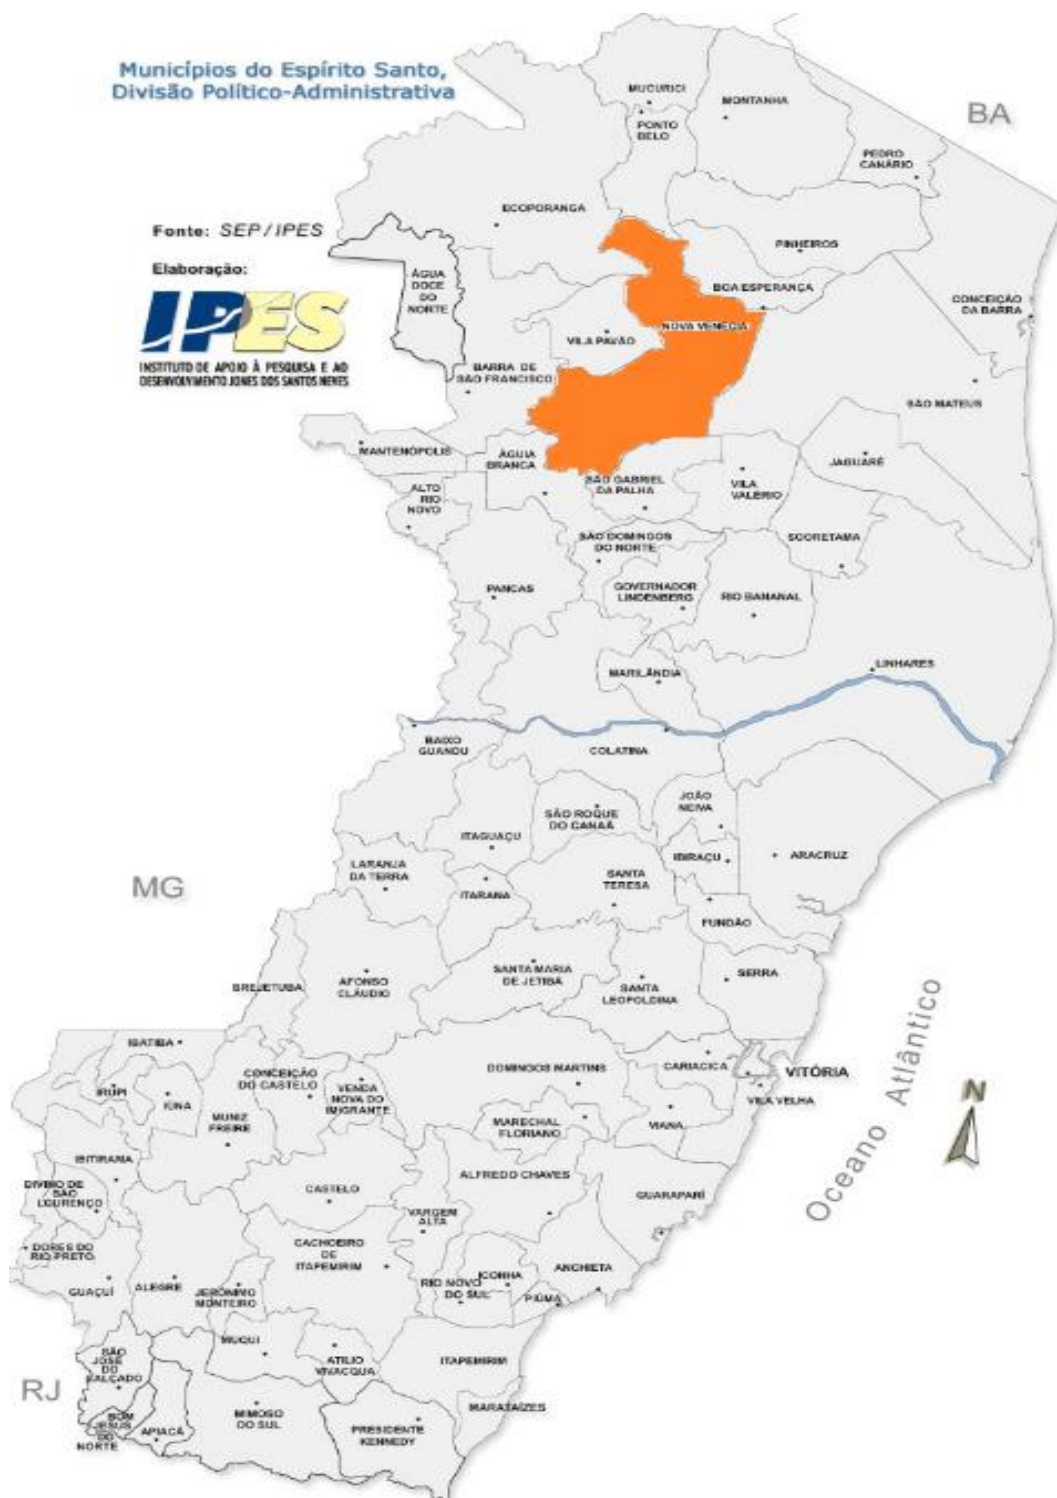 Municípios do Espírito Santo,
Divisão Político-Administrativa
BA
MUCURICI
MONTANHA
PONTO
BELO
PEDRO
CANÁRIO
ECOPORANGA
Fonte: SEP / IPES
PINHEIROS
Elaboração:
ÁGUA
DOCE
DO
NORTE
BOA ESPERANÇA
CONCEIÇÃO
DA BARRA
IPES
NOVA VENÉCIA
VILA PAVÃO
INSTITUTO DE APOIO À PESQUISA E AO
DESENVOLVIMENTO JONES DOS SANTOS NEVES
BARRA DE
SÃO FRANCISCO
SÃO MATEUS
MANTENÓPOLIS
ÁGUIA
BRANCA
JAGUARÉ
SÃO GABRIEL
DA PALHA
VILA
VALÉRIO
ALTO
RIO
NOVO
SÃO DOMINGOS
DO NORTE
SOORETAMA
PANCAS
GOVERNADOR
LINDENBERG
RIO BANANAL
MARILÂNDIA
LINHARES
BAIXO
GUANDU
COLATINA
JOÃO
NEIVA
SÃO ROQUE
DO CANAÃ
ITAGUAÇU
IBIRAÇU
ARACRUZ
LARANJA
DA TERRA
SANTA
TERESA
MG
ITARANA
FUNDÃO
SANTA MARIA
DE JETIBÁ
SERRA
AFONSO
CLÁUDIO
SANTA
LEOPOLDINA
BREJETUBA
Oceano Atlântico
IBATIBA
CONCEIÇÃO
DO CASTELO
DOMINGOS MARTINS
CARIACICA
VITÓRIA
VENDA
NOVA DO
IMIGRANTE
IRUPI
IÚNA
VILA VELHA
N
MUNIZ
FREIRE
MARECHAL
FLORIANO
VIANA
IBITIRAMA
ALFREDO CHAVES
DIVINO DE
SÃO
LOURENÇO
CASTELO
GUARAPARÍ
VARGEM
ALTA
DORES DO
RIO PRETO
CACHOEIRO
DE
ITAPEMIRIM
ANCHIETA
ICONHA
RIO NOVO
DO SUL
GUAÇUÍ
ALEGRE
JERÔNIMO
MONTEIRO
PIÚMA
MUQUI
SÃO
JOSÉ
DO
CALÇADO
ATILIO
VIVACQUA
ITAPEMIRIM
RJ
MARATAÍZES
BOM
JESUS
DO
NORTE
APIACÁ
MIMOSO
DO SUL
PRESIDENTE
KENNEDY